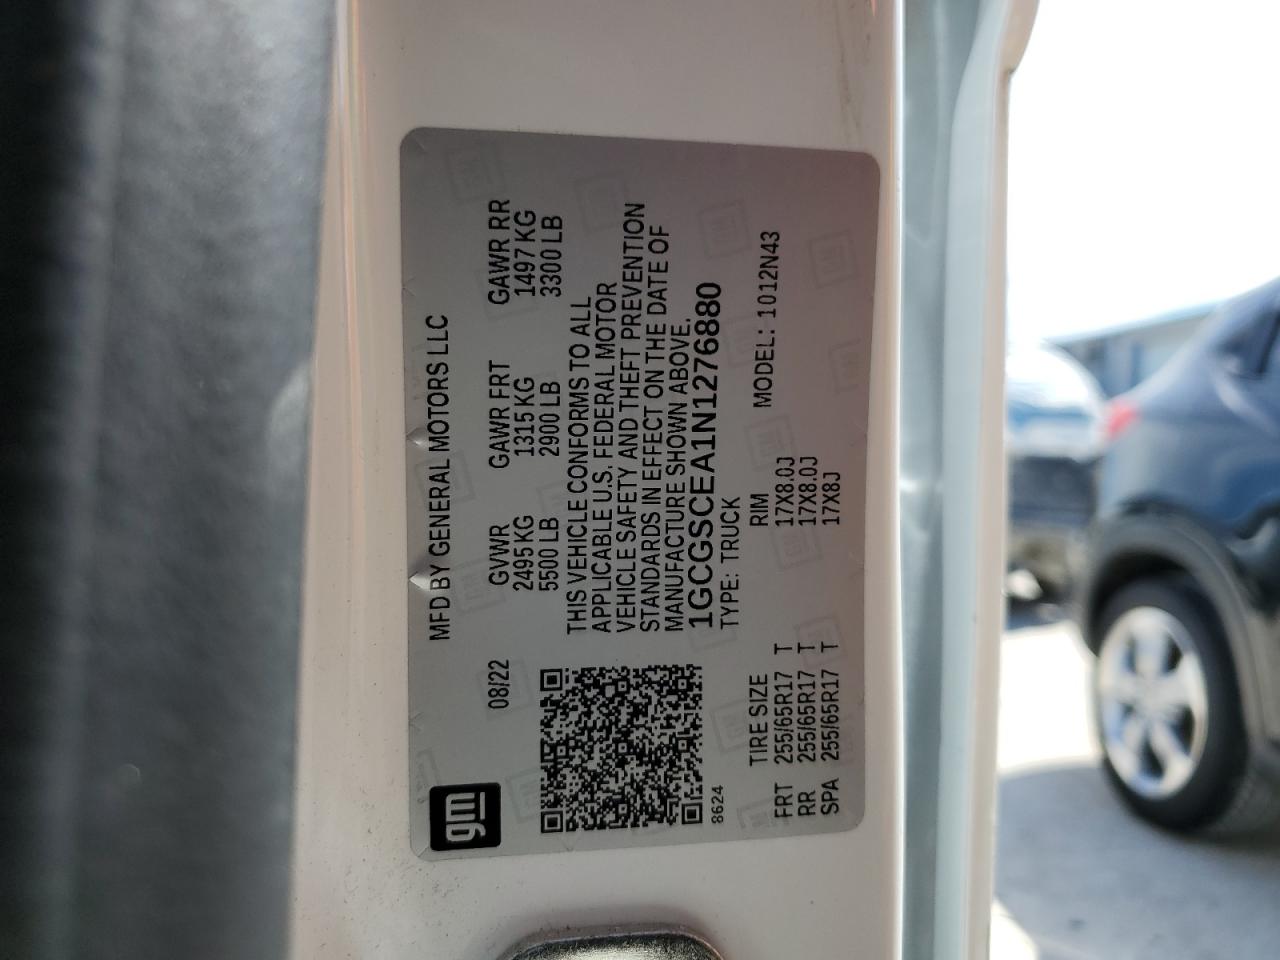 gm
MFD BY GENERAL MOTORS LLC
08/22
GVWR GAWR FRT GAWR RR
2495 KG 1315 KG 1497 KG
5500 LB 2900 LB 3300 LB
THIS VEHICLE CONFORMS TO ALL
APPLICABLE U.S. FEDERAL MOTOR
VEHICLE SAFETY AND THEFT PREVENTION
STANDARDS IN EFFECT ON THE DATE OF
MANUFACTURE SHOWN ABOVE.
1GCGSCEA1N1276880
8624
TYPE: TRUCK
TIRE SIZE RIM MODEL: 1012N43
FRT 255/65R17 T 17X8.0J
RR 255/65R17 T 17X8.0J
SPA 255/65R17 T 17X8J